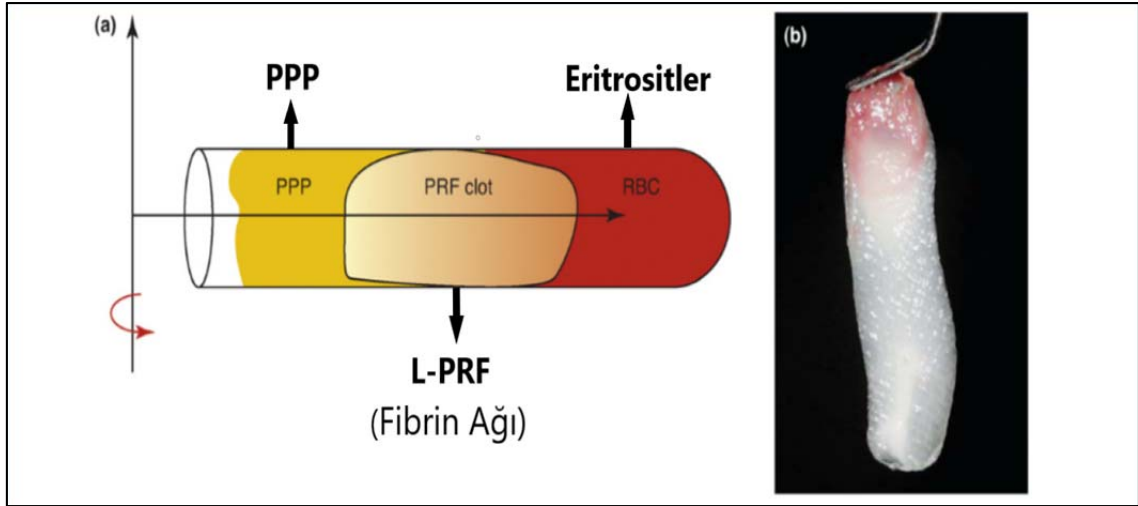 (a)
PPP
Eritrositler
PPP
PRF clot
RBC
L-PRF
(Fibrin Ağı)
(b)